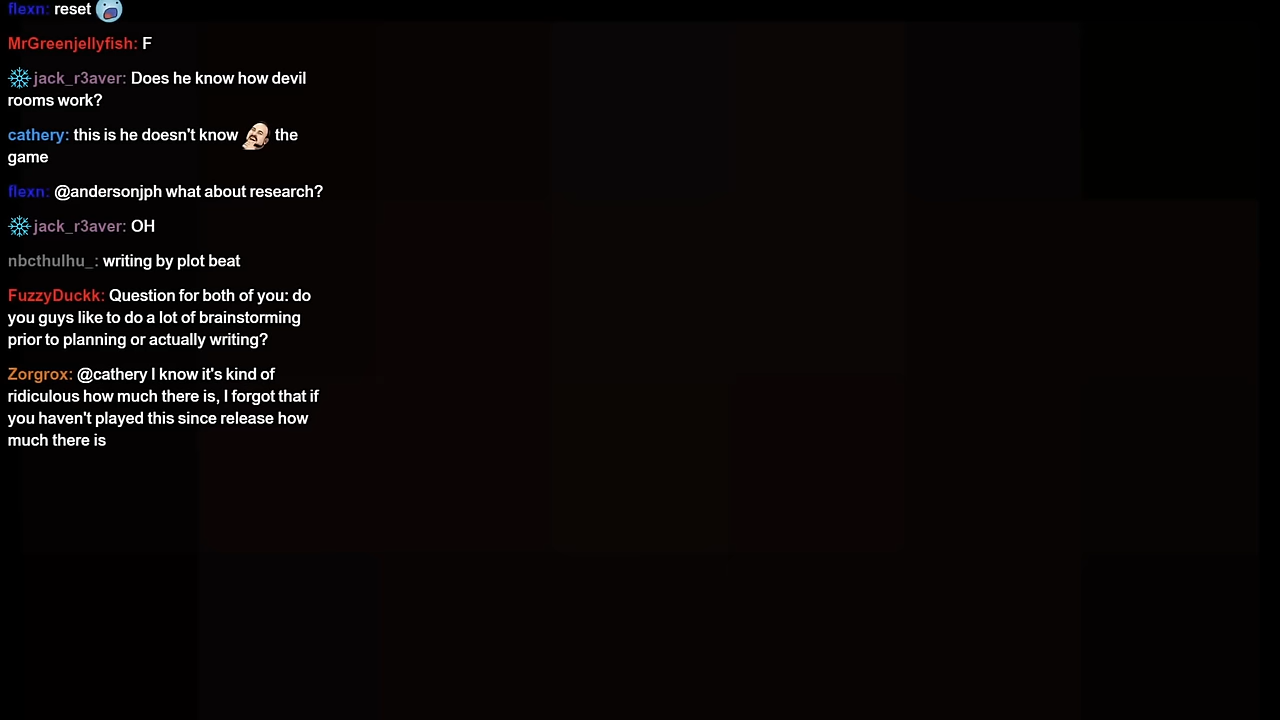 flexn: reset
MrGreenjellyfish: F
jack_r3aver: Does he know how devil
rooms work?
cathery: this is he doesn't know the
game
flexn: @andersonjph what about research?
jack_r3aver: OH
nbcthulhu_: writing by plot beat
FuzzyDuckk: Question for both of you: do
you guys like to do a lot of brainstorming
prior to planning or actually writing?
Zorgrox: @cathery I know it's kind of
ridiculous how much there is, I forgot that if
you haven't played this since release how
much there is